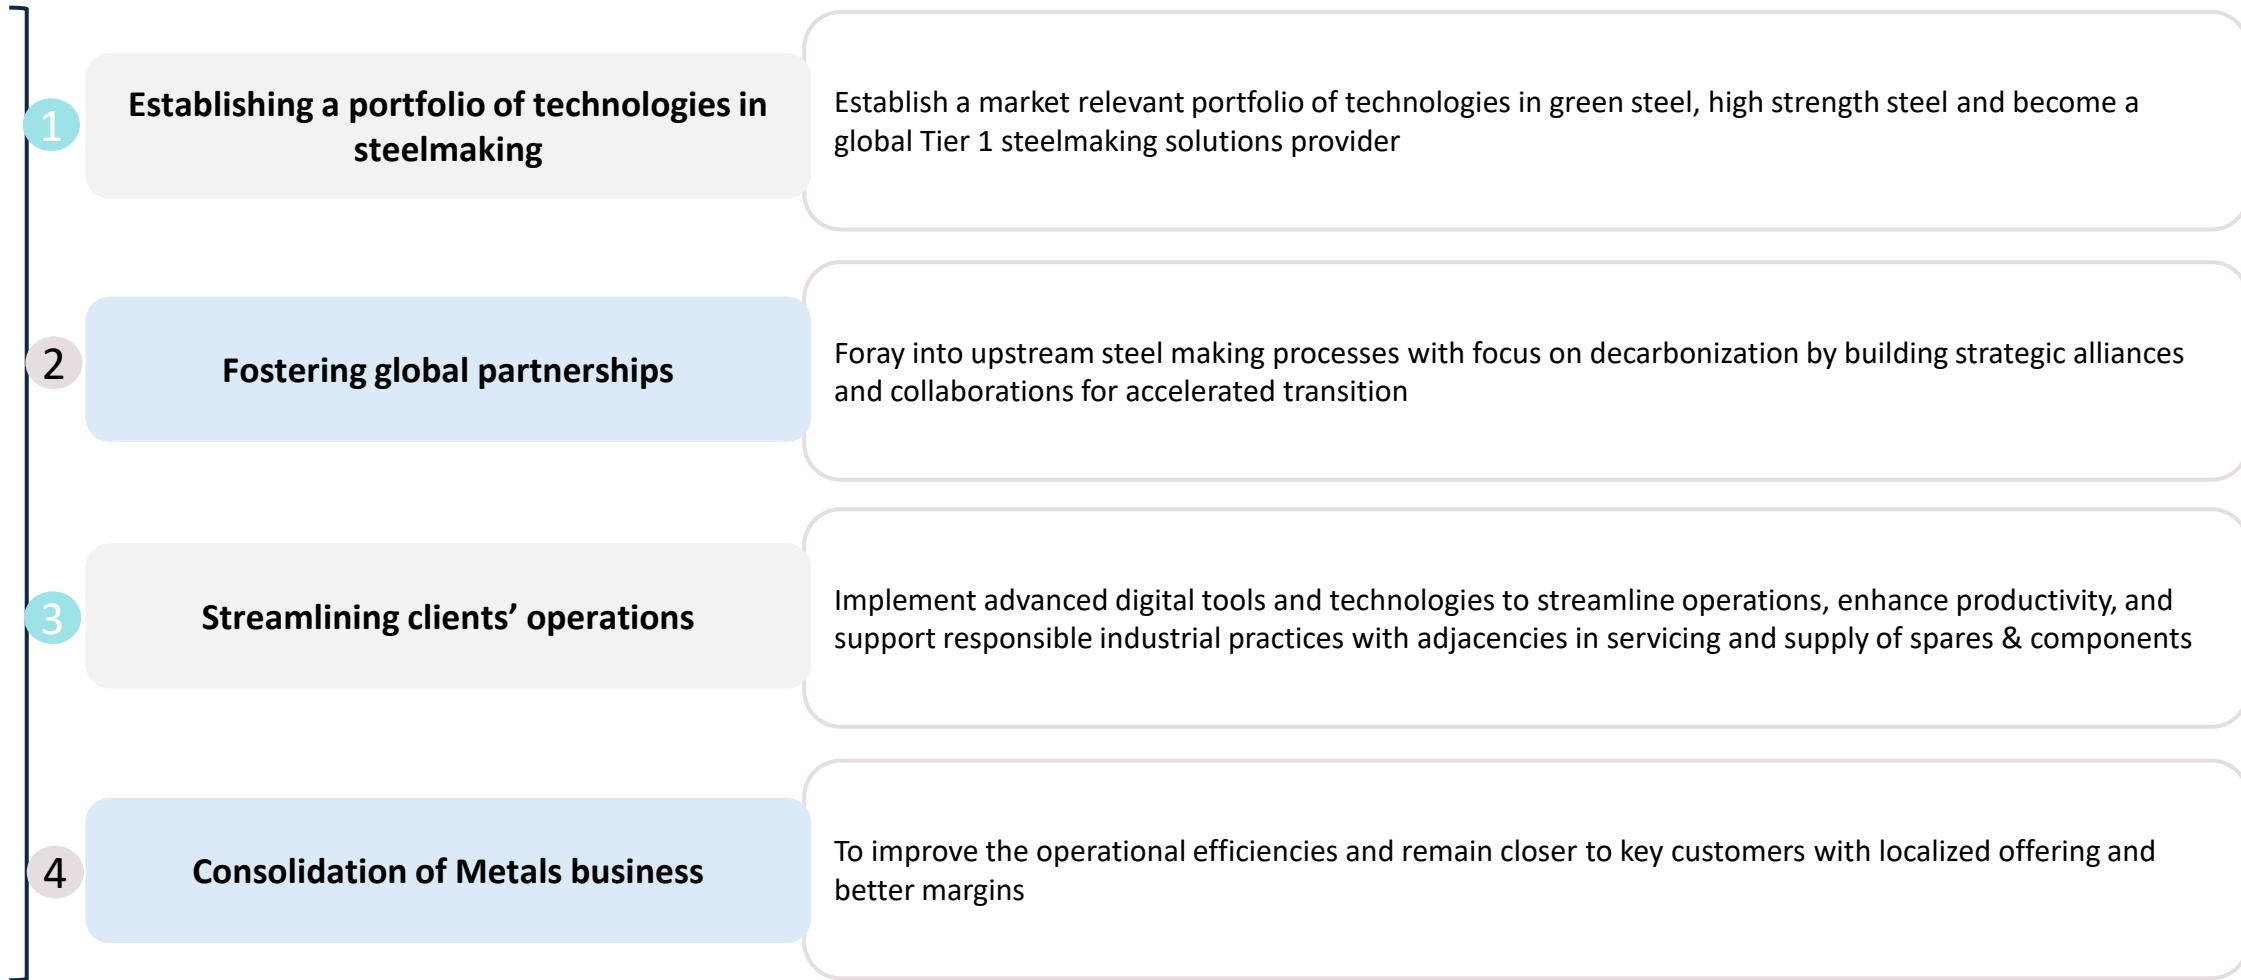 1
Establishing a portfolio of technologies in
steelmaking
Establish a market relevant portfolio of technologies in green steel, high strength steel and become a
global Tier 1 steelmaking solutions provider
2
Fostering global partnerships
Foray into upstream steel making processes with focus on decarbonization by building strategic alliances
and collaborations for accelerated transition
3
Streamlining clients’ operations
Implement advanced digital tools and technologies to streamline operations, enhance productivity, and
support responsible industrial practices with adjacencies in servicing and supply of spares & components
4
Consolidation of Metals business
To improve the operational efficiencies and remain closer to key customers with localized offering and
better margins